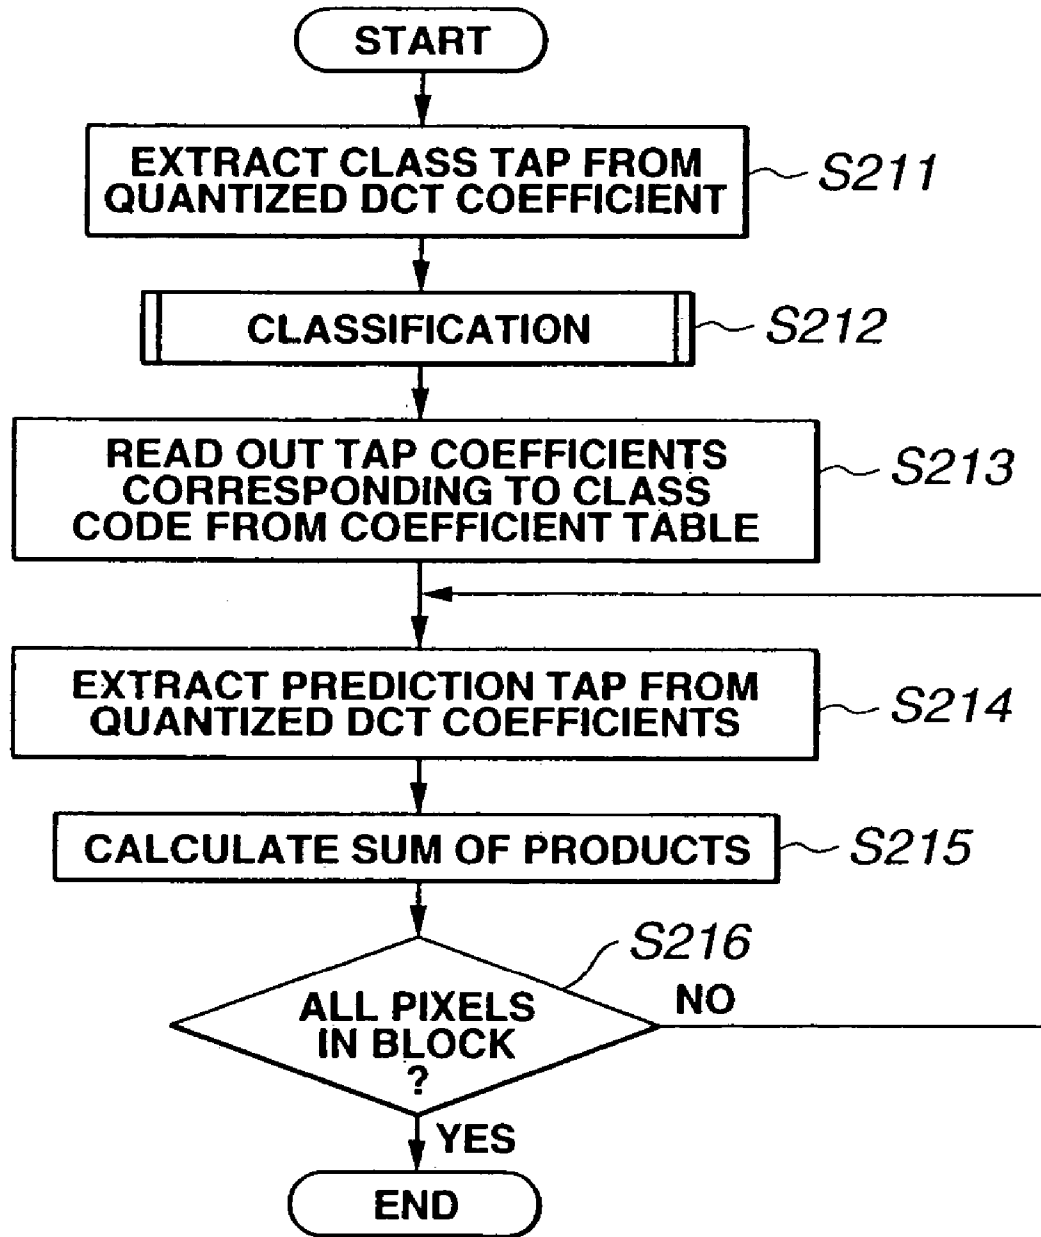 START
EXTRACT CLASS TAP FROM
QUANTIZED DCT COEFFICIENT
S211
CLASSIFICATION
S212
READ OUT TAP COEFFICIENTS
CORRESPONDING TO CLASS
CODE FROM COEFFICIENT TABLE
S213
EXTRACT PREDICTION TAP FROM
QUANTIZED DCT COEFFICIENTS
S214
CALCULATE SUM OF PRODUCTS
S215
S216
ALL PIXELS
IN BLOCK
?
NO
YES
END